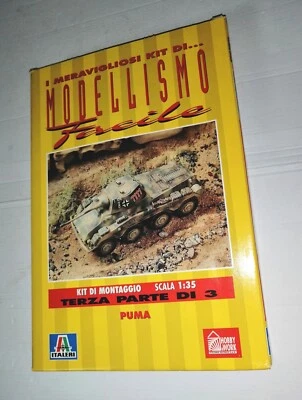 I MERAVIGLIOSI KIT DI...
MODELLISMO
Facile
KIT DI MONTAGGIO SCALA 1:35
TERZA PARTE DI 3
PUMA
ITALERI
HOBBY
& WORK